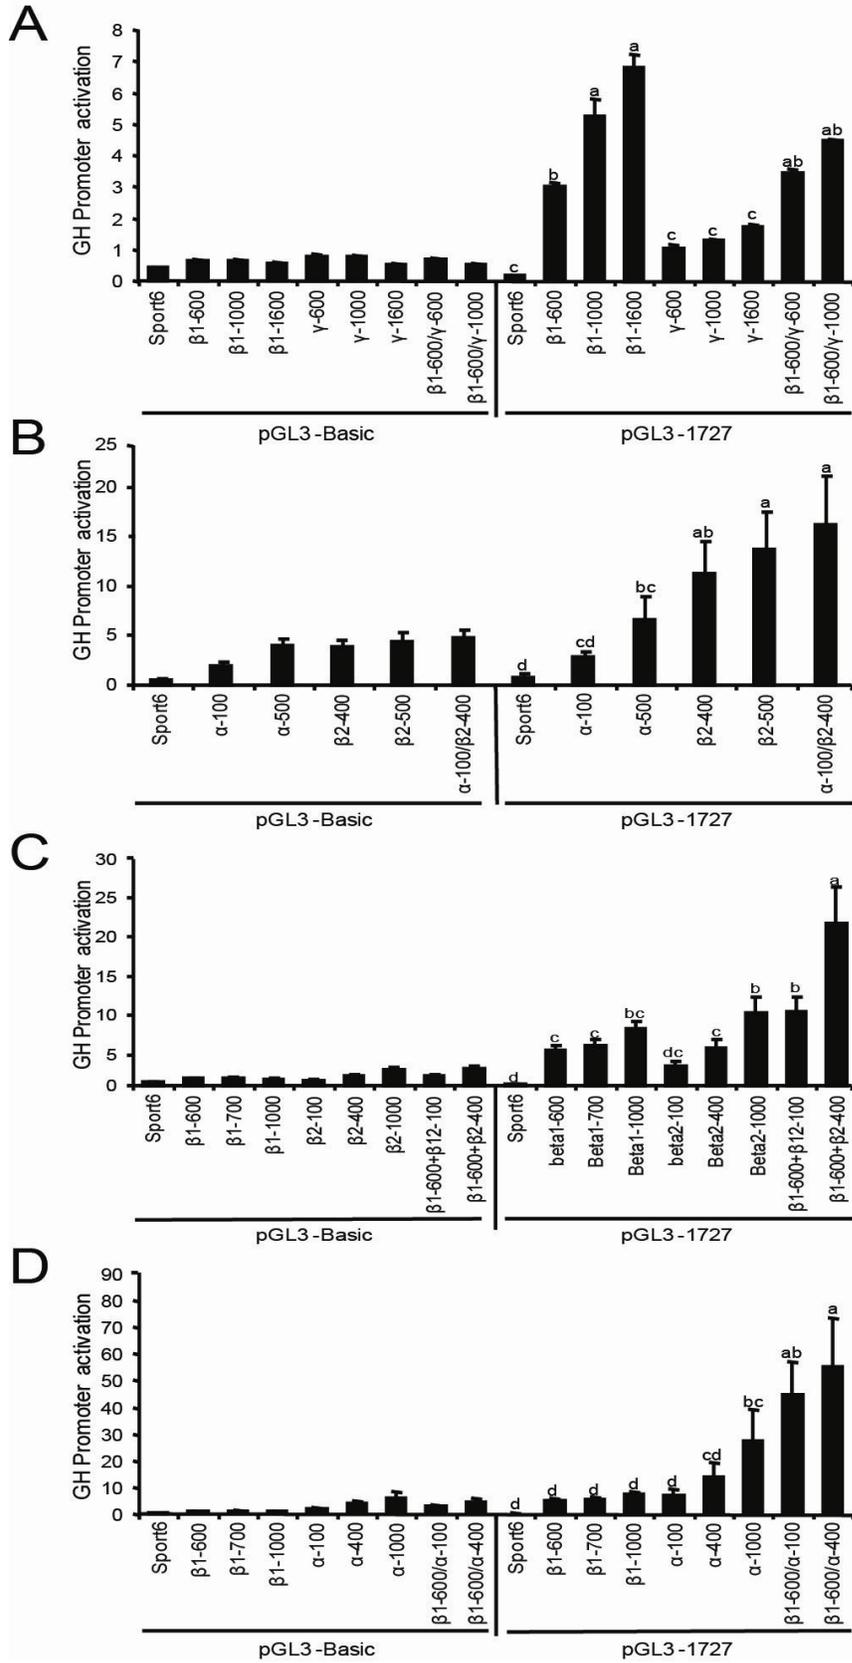 A
GH Promoter activation
8
7
6
5
4
3
2
1
0
c
b
a
a
c
c
c
ab
ab
Sport6
β1-600
β1-1000
β1-1600
γ-600
γ-1000
γ-1600
β1-600/γ-600
β1-600/γ-1000
Sport6
β1-600
β1-1000
β1-1600
γ-600
γ-1000
γ-1600
β1-600/γ-600
β1-600/γ-1000
pGL3-Basic
pGL3-1727
B
GH Promoter activation
25
20
15
10
5
0
d
cd
bc
ab
a
a
Sport6
α-100
α-500
β2-400
β2-500
α-100/β2-400
Sport6
α-100
α-500
β2-400
β2-500
α-100/β2-400
pGL3-Basic
pGL3-1727
C
GH Promoter activation
30
25
20
15
10
5
0
d
c
c
bc
dc
c
b
b
a
Sport6
β1-600
β1-700
β1-1000
β2-100
β2-400
β2-1000
β1-600+β12-100
β1-600+β2-400
Sport6
beta1-600
Beta1-700
Beta1-1000
beta2-100
Beta2-400
Beta2-1000
β1-600+β12-100
β1-600+β2-400
pGL3-Basic
pGL3-1727
D
GH Promoter activation
90
80
70
60
50
40
30
20
10
0
d
d
d
d
d
cd
bc
ab
a
Sport6
β1-600
β1-700
β1-1000
α-100
α-400
α-1000
β1-600/α-100
β1-600/α-400
Sport6
β1-600
β1-700
β1-1000
α-100
α-400
α-1000
β1-600/α-100
β1-600/α-400
pGL3-Basic
pGL3-1727